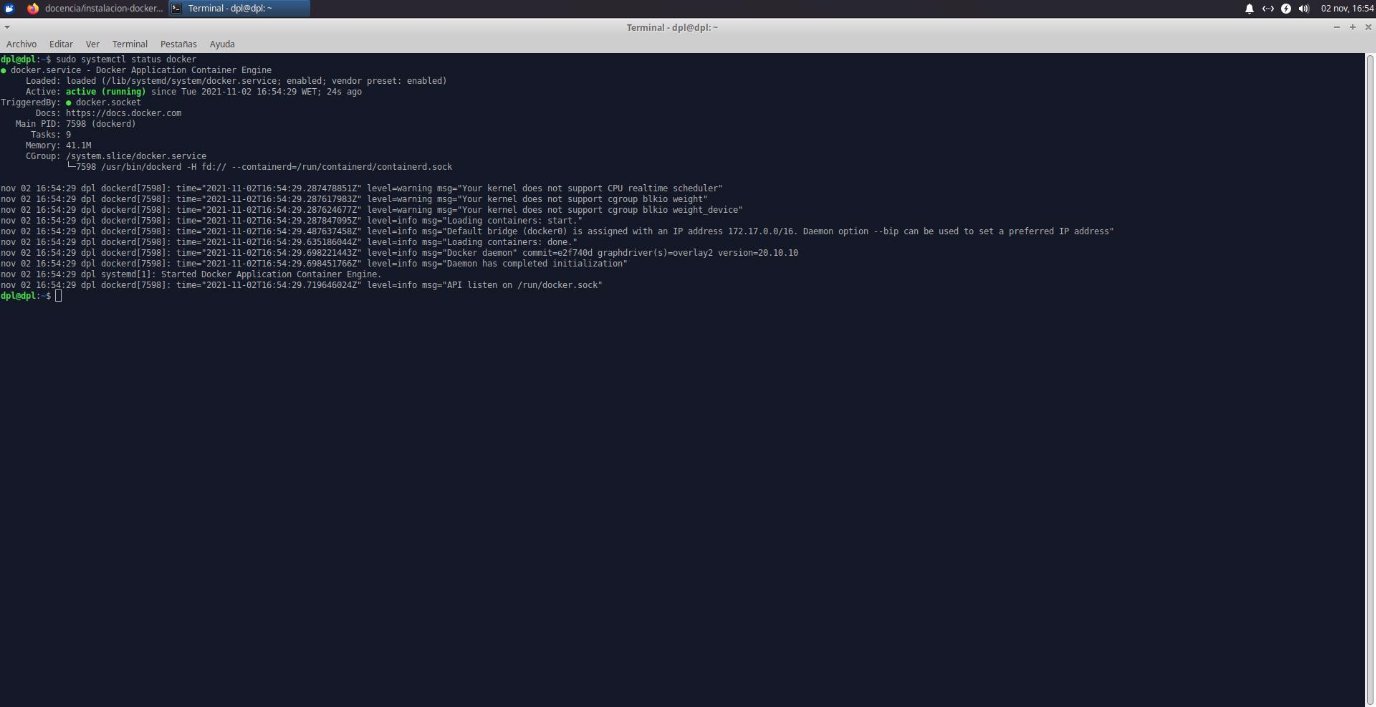 docencia/instalacion-docker... Terminal - dpl@dpl: ~ 02 nov, 16:54
Terminal - dpl@dpl: ~
Archivo Editar Ver Terminal Pestañas Ayuda
dpl@dpl:~$ sudo systemctl status docker
● docker.service - Docker Application Container Engine
Loaded: loaded (/lib/systemd/system/docker.service; enabled; vendor preset: enabled)
Active: active (running) since Tue 2021-11-02 16:54:29 WET; 24s ago
TriggeredBy: ● docker.socket
Docs: https://docs.docker.com
Main PID: 7598 (dockerd)
Tasks: 9
Memory: 41.1M
CGroup: /system.slice/docker.service
└─7598 /usr/bin/dockerd -H fd:// --containerd=/run/containerd/containerd.sock
nov 02 16:54:29 dpl dockerd[7598]: time="2021-11-02T16:54:29.287478851Z" level=warning msg="Your kernel does not support CPU realtime scheduler"
nov 02 16:54:29 dpl dockerd[7598]: time="2021-11-02T16:54:29.287617983Z" level=warning msg="Your kernel does not support cgroup blkio weight"
nov 02 16:54:29 dpl dockerd[7598]: time="2021-11-02T16:54:29.287624677Z" level=warning msg="Your kernel does not support cgroup blkio weight_device"
nov 02 16:54:29 dpl dockerd[7598]: time="2021-11-02T16:54:29.287847095Z" level=info msg="Loading containers: start."
nov 02 16:54:29 dpl dockerd[7598]: time="2021-11-02T16:54:29.487637458Z" level=info msg="Default bridge (docker0) is assigned with an IP address 172.17.0.0/16. Daemon option --bip can be used to set a preferred IP address"
nov 02 16:54:29 dpl dockerd[7598]: time="2021-11-02T16:54:29.635186044Z" level=info msg="Loading containers: done."
nov 02 16:54:29 dpl dockerd[7598]: time="2021-11-02T16:54:29.698221443Z" level=info msg="Docker daemon" commit=e2f740d graphdriver(s)=overlay2 version=20.10.10
nov 02 16:54:29 dpl dockerd[7598]: time="2021-11-02T16:54:29.698451766Z" level=info msg="Daemon has completed initialization"
nov 02 16:54:29 dpl systemd[1]: Started Docker Application Container Engine.
nov 02 16:54:29 dpl dockerd[7598]: time="2021-11-02T16:54:29.719646024Z" level=info msg="API listen on /run/docker.sock"
dpl@dpl:~$